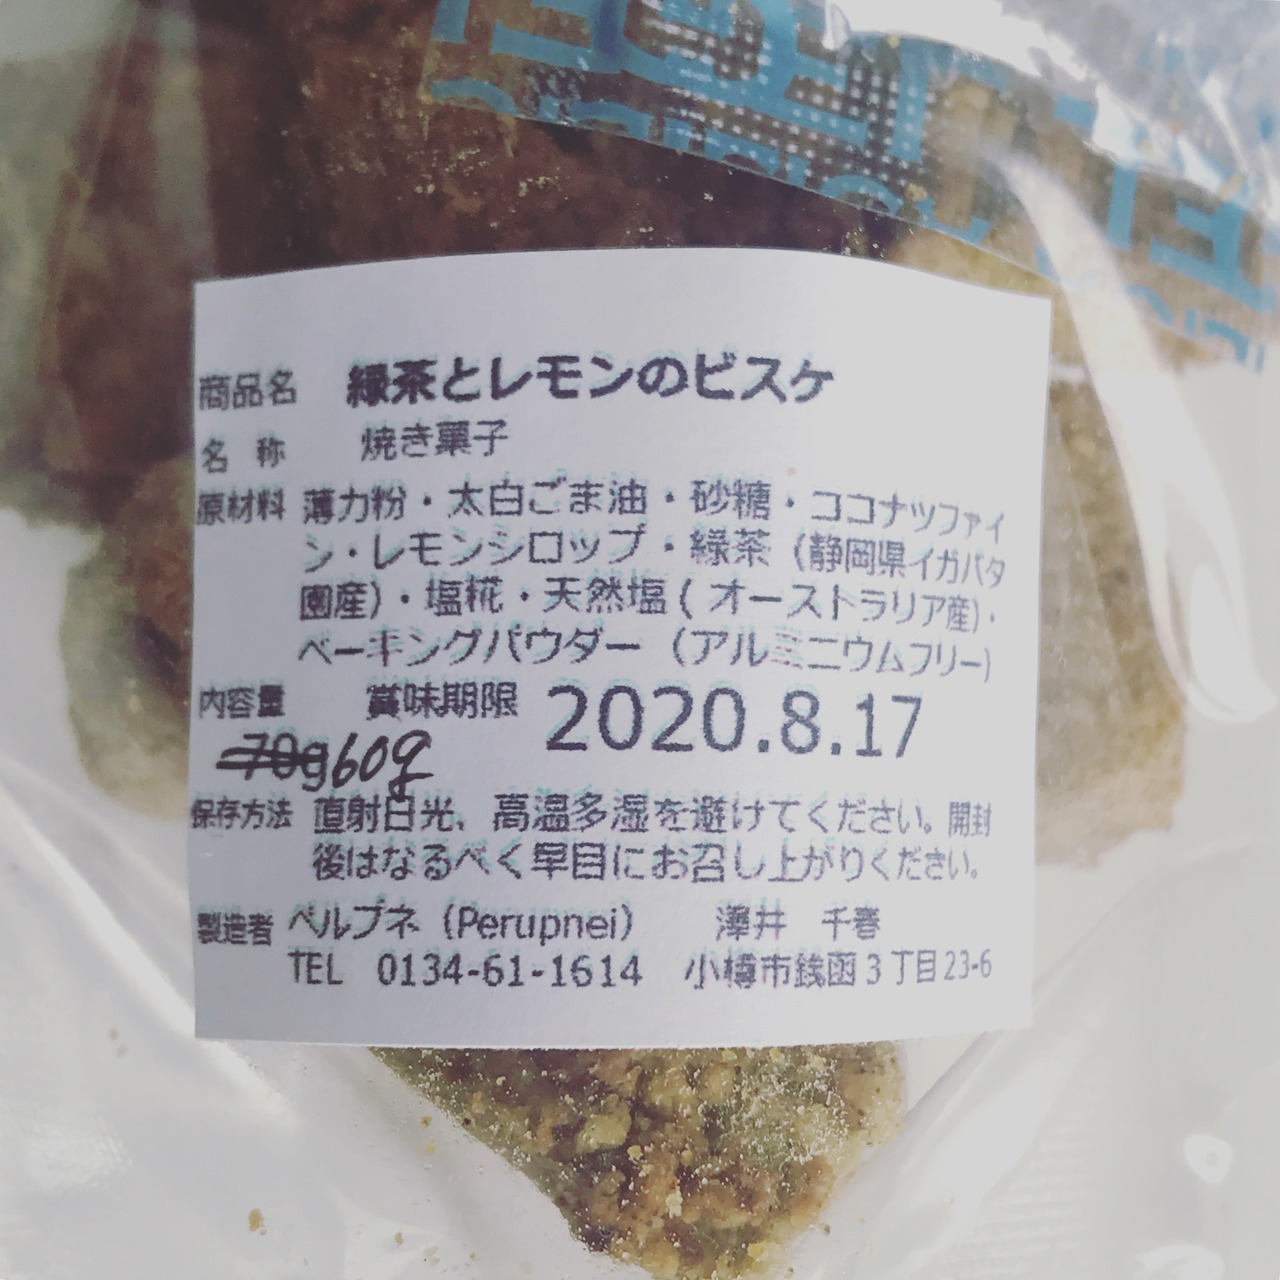 商品名 緑茶とレモンのビスケ
名 称 焼き菓子
原材料 薄力粉・太白ごま油・砂糖・ココナツファイ
ン・レモンシロップ・緑茶（静岡県イガバタ
園産）・塩糀・天然塩（オーストラリア産）・
ベーキングパウダー（アルミニウムフリー）
内容量 賞味期限 2020.8.17
70g60g
保存方法 直射日光、高温多湿を避けてください。開封
後はなるべく早目にお召し上がりください。
製造者 ペルプネ（Perupnei） 澤井 千春
TEL 0134-61-1614 小樽市銭函3丁目23-6